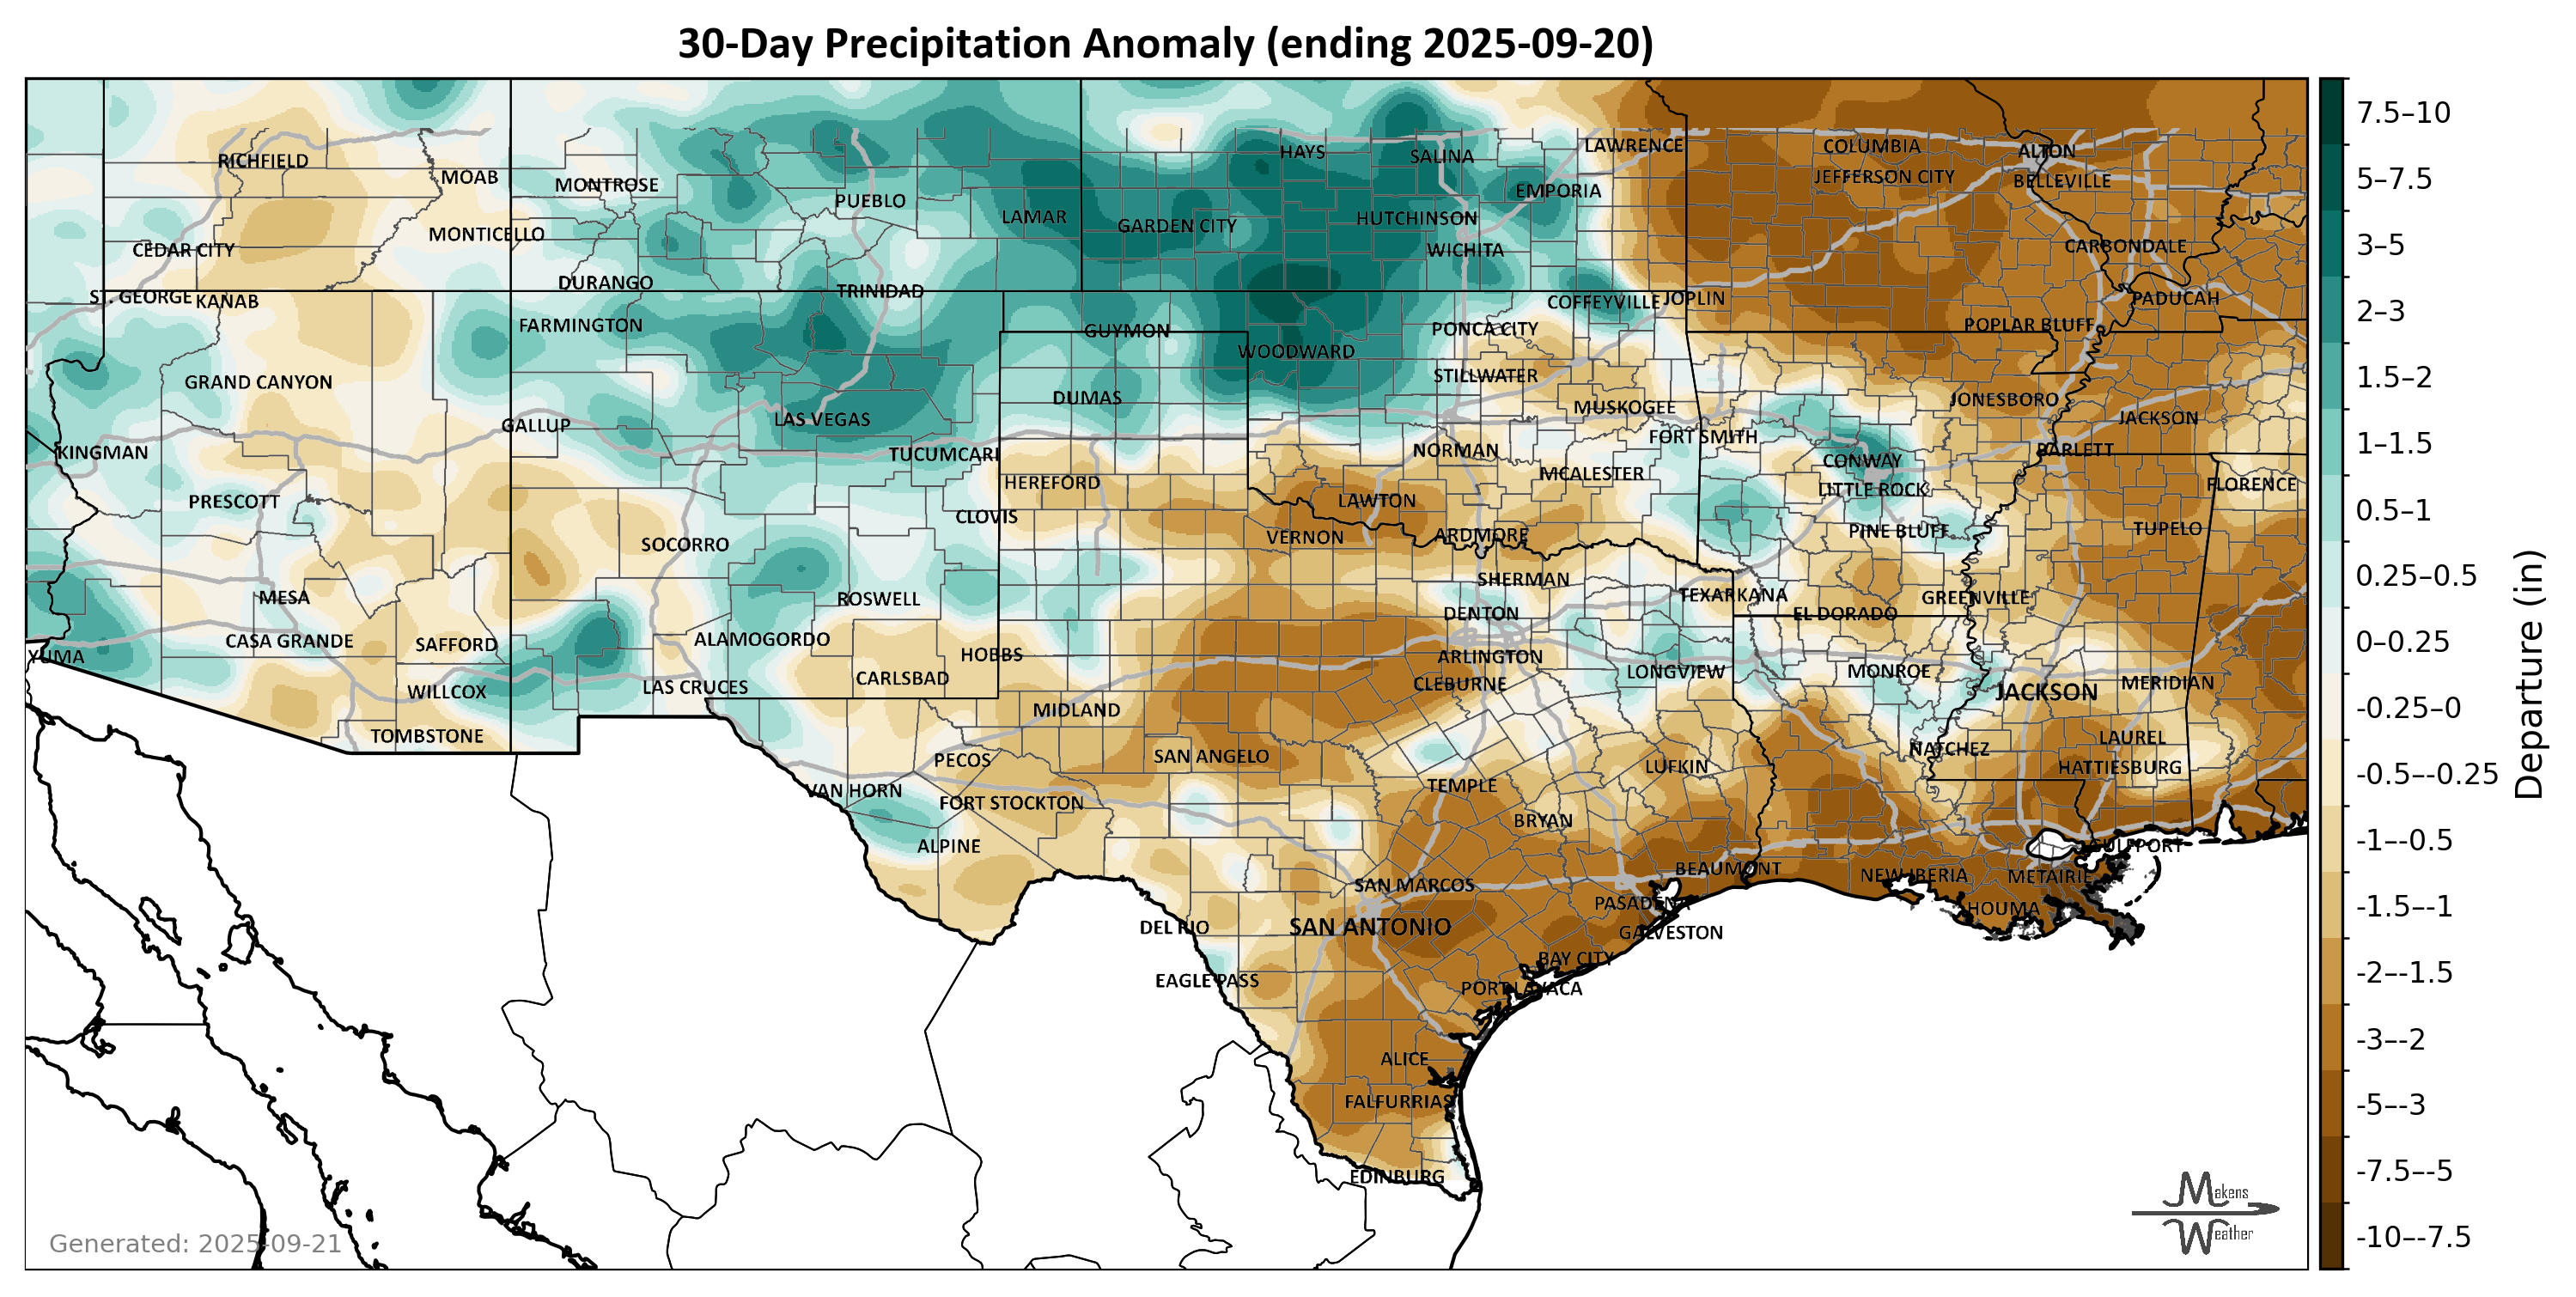 30-Day Precipitation Anomaly (ending 2025-09-20)
RICHFIELD
MOAB
MONTROSE
PUEBLO
LAMAR
HAYS
SALINA
LAWRENCE
EMPORIA
COLUMBIA
JEFFERSON CITY
ALTON
BELLEVILLE
CEDAR CITY
MONTICELLO
GARDEN CITY
HUTCHINSON
WICHITA
CARBONDALE
DURANGO
TRINIDAD
ST. GEORGE
KANAB
COFFEYVILLE
JOPLIN
PADUCAH
FARMINGTON
GUYMON
PONCA CITY
POPLAR BLUFF
WOODWARD
STILLWATER
GRAND CANYON
DUMAS
MUSKOGEE
JONESBORO
JACKSON
GALLUP
LAS VEGAS
FORT SMITH
KINGMAN
TUCUMCARI
NORMAN
BARLETT
CONWAY
HEREFORD
MCALESTER
LITTLE ROCK
FLORENCE
PRESCOTT
LAWTON
CLOVIS
PINE BLUFF
TUPELO
SOCORRO
VERNON
ARDMORE
SHERMAN
MESA
ROSWELL
TEXARKANA
GREENVILLE
DENTON
EL DORADO
CASA GRANDE
SAFFORD
ALAMOGORDO
YUMA
HOBBS
ARLINGTON
LONGVIEW
MONROE
CARLSBAD
CLEBURNE
MERIDIAN
WILLCOX
LAS CRUCES
JACKSON
MIDLAND
TOMBSTONE
LAUREL
PECOS
SAN ANGELO
NATCHEZ
LUFKIN
HATTIESBURG
VAN HORN
TEMPLE
FORT STOCKTON
BRYAN
ALPINE
GULFPORT
BEAUMONT
SAN MARCOS
NEW IBERIA
METAIRIE
PASADENA
HOUMA
DEL RIO
SAN ANTONIO
GALVESTON
BAY CITY
EAGLE PASS
PORT LAVACA
ALICE
FALFURRIAS
EDINBURG
Generated: 2025-09-21
Makens
Weather
7.5–10
5–7.5
3–5
2–3
1.5–2
1–1.5
0.5–1
0.25–0.5
0–0.25
-0.25–0
-0.5–-0.25
-1–-0.5
-1.5–-1
-2–-1.5
-3–-2
-5–-3
-7.5–-5
-10–-7.5
Departure (in)